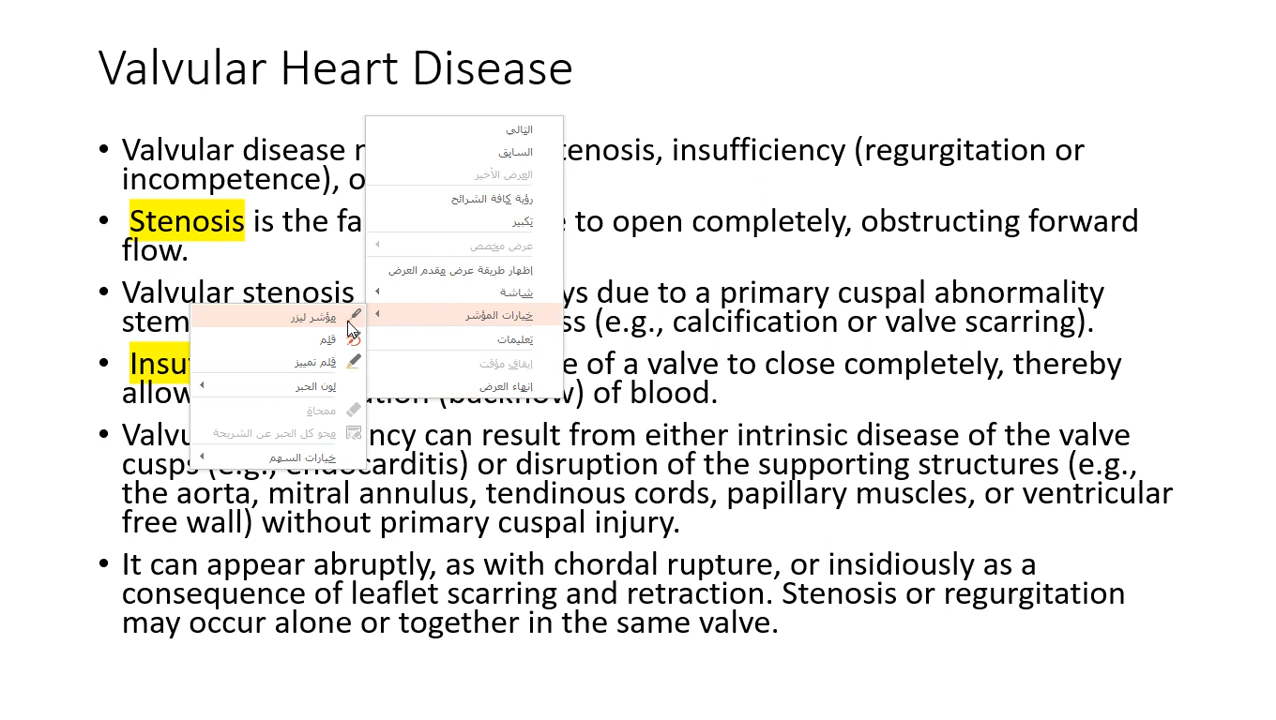 Valvular Heart Disease
• Valvular disease tenosis, insufficiency (regurgitation or
incompetence), o
• Stenosis is the fa e to open completely, obstructing forward
flow.
• Valvular stenosis ys due to a primary cuspal abnormality
stem ss (e.g., calcification or valve scarring).
• Insu e of a valve to close completely, thereby
allow (backflow) of blood.
• Valvu ncy can result from either intrinsic disease of the valve
cusps (e.g., endocarditis) or disruption of the supporting structures (e.g.,
the aorta, mitral annulus, tendinous cords, papillary muscles, or ventricular
free wall) without primary cuspal injury.
• It can appear abruptly, as with chordal rupture, or insidiously as a
consequence of leaflet scarring and retraction. Stenosis or regurgitation
may occur alone or together in the same valve.
التالي
السابق
العرض الأخير
رؤية كافة الشرائح
تكبير
عرض مخصص
إظهار طريقة عرض مقدم العرض
شاشة
خيارات المؤشر
تعليمات
إيقاف مؤقت
إنهاء العرض
مؤشر ليزر
قلم
قلم تمييز
لون الحبر
ممحاة
محو كل الحبر عن الشريحة
خيارات السهم